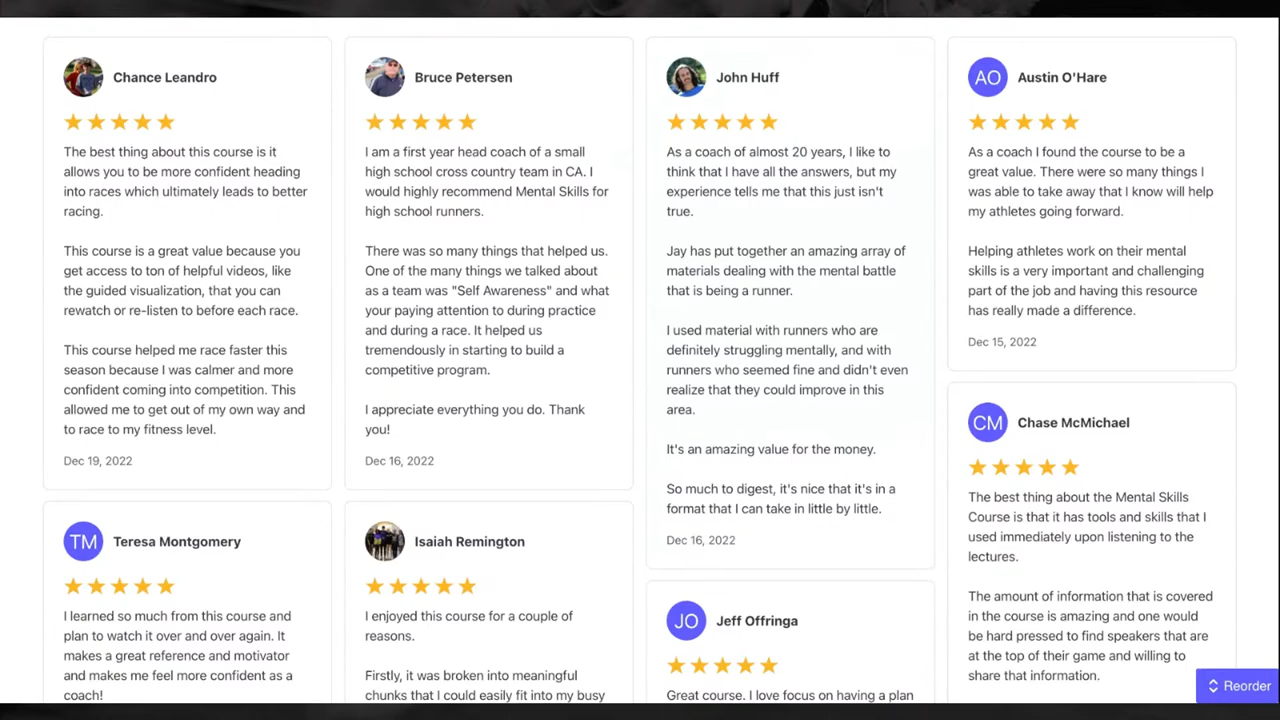 Chance Leandro
The best thing about this course is it
allows you to be more confident heading
into races which ultimately leads to better
racing.
This course is a great value because you
get access to ton of helpful videos, like
the guided visualization, that you can
rewatch or re-listen to before each race.
This course helped me race faster this
season because I was calmer and more
confident coming into competition. This
allowed me to get out of my own way and
to race to my fitness level.
Dec 19, 2022
TM
Teresa Montgomery
I learned so much from this course and
plan to watch it over and over again. It
makes a great reference and motivator
and makes me feel more confident as a
coach!
Bruce Petersen
I am a first year head coach of a small
high school cross country team in CA. I
would highly recommend Mental Skills for
high school runners.
There was so many things that helped us.
One of the many things we talked about
as a team was "Self Awareness" and what
your paying attention to during practice
and during a race. It helped us
tremendously in starting to build a
competitive program.
I appreciate everything you do. Thank
you!
Dec 16, 2022
Isaiah Remington
I enjoyed this course for a couple of
reasons.
Firstly, it was broken into meaningful
chunks that I could easily fit into my busy
John Huff
As a coach of almost 20 years, I like to
think that I have all the answers, but my
experience tells me that this just isn't
true.
Jay has put together an amazing array of
materials dealing with the mental battle
that is being a runner.
I used material with runners who are
definitely struggling mentally, and with
runners who seemed fine and didn't even
realize that they could improve in this
area.
It's an amazing value for the money.
So much to digest, it's nice that it's in a
format that I can take in little by little.
Dec 16, 2022
JO
Jeff Offringa
Great course. I love focus on having a plan
AO
Austin O'Hare
As a coach I found the course to be a
great value. There were so many things I
was able to take away that I know will help
my athletes going forward.
Helping athletes work on their mental
skills is a very important and challenging
part of the job and having this resource
has really made a difference.
Dec 15, 2022
CM
Chase McMichael
The best thing about the Mental Skills
Course is that it has tools and skills that I
used immediately upon listening to the
lectures.
The amount of information that is covered
in the course is amazing and one would
be hard pressed to find speakers that are
at the top of their game and willing to
share that information.
Reorder